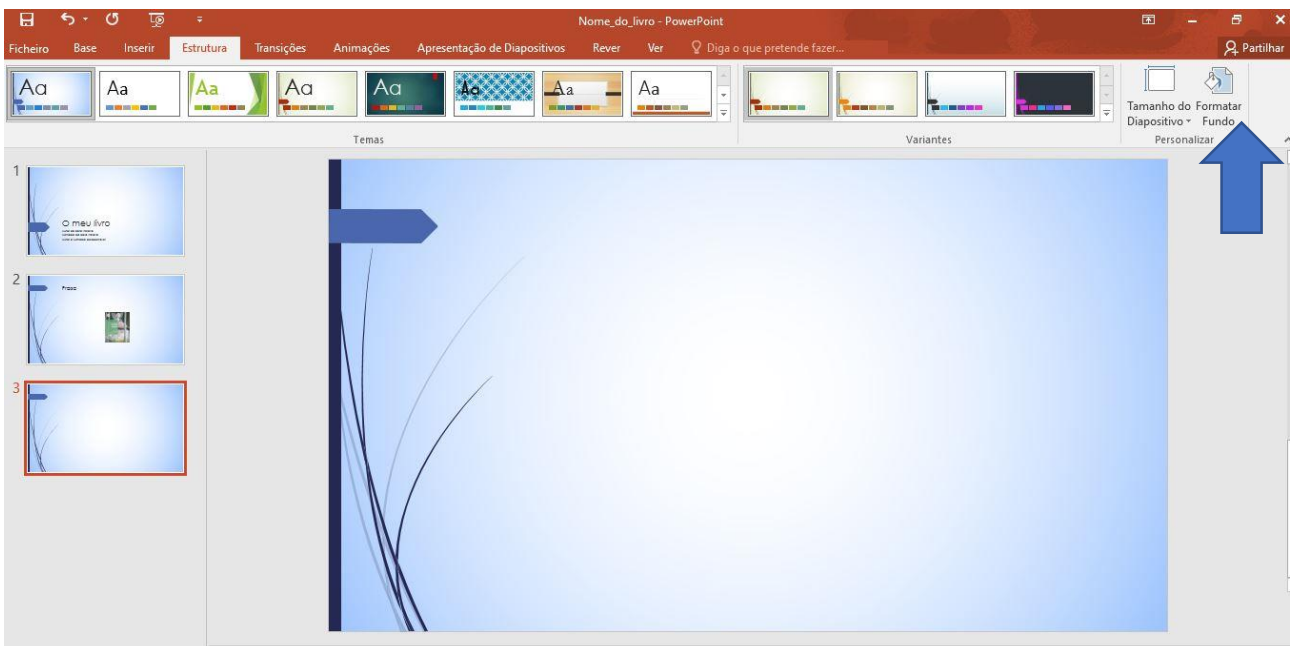 Nome_do_livro - PowerPoint
Ficheiro Base Inserir Estrutura Transições Animações Apresentação de Diapositivos Rever Ver Diga o que pretende fazer... Partilhar
Aa Aa Aa Aa Aa Aa Aa Aa
Tamanho do Diapositivo
Formatar Fundo
Temas Variantes Personalizar
1
O meu livro
2
Frase
3